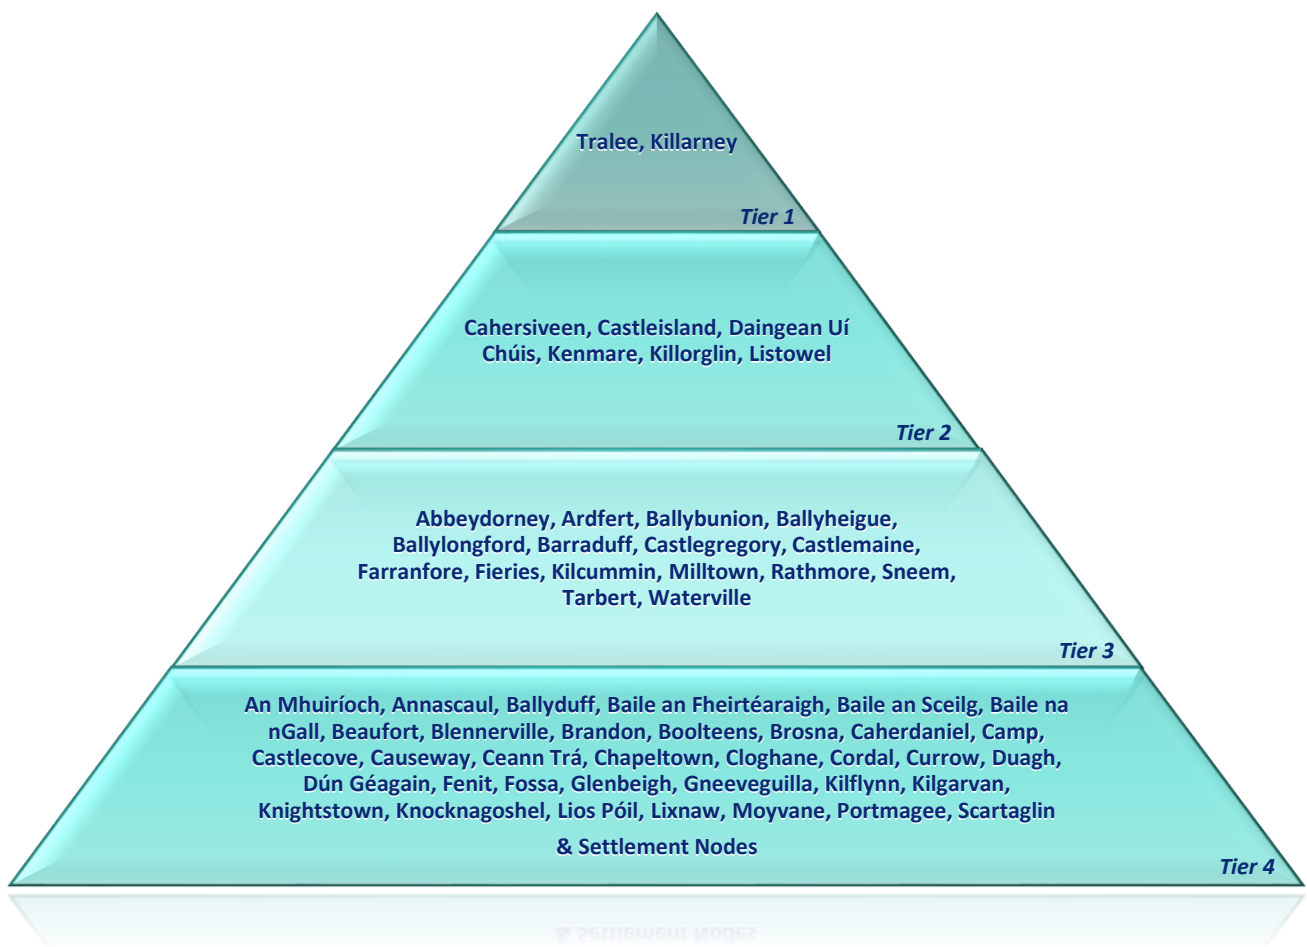 Tralee, Killarney
Tier 1
Cahersiveen, Castleisland, Daingean Uí
Chúis, Kenmare, Killorglin, Listowel
Tier 2
Abbeydorney, Ardfert, Ballybunion, Ballyheigue,
Ballylongford, Barraduff, Castlegregory, Castlemaine,
Farranfore, Fieries, Kilcummin, Milltown, Rathmore, Sneem,
Tarbert, Waterville
Tier 3
An Mhuiríoch, Annascaul, Ballyduff, Baile an Fheirtéaraigh, Baile an Sceilg, Baile na
nGall, Beaufort, Blennerville, Brandon, Boolteens, Brosna, Caherdaniel, Camp,
Castlecove, Causeway, Ceann Trá, Chapeltown, Cloghane, Cordal, Currow, Duagh,
Dún Géagain, Fenit, Fossa, Glenbeigh, Gneeveguilla, Kilflynn, Kilgarvan,
Knightstown, Knocknagoshel, Lios Póil, Lixnaw, Moyvane, Portmagee, Scartaglin
& Settlement Nodes
Tier 4